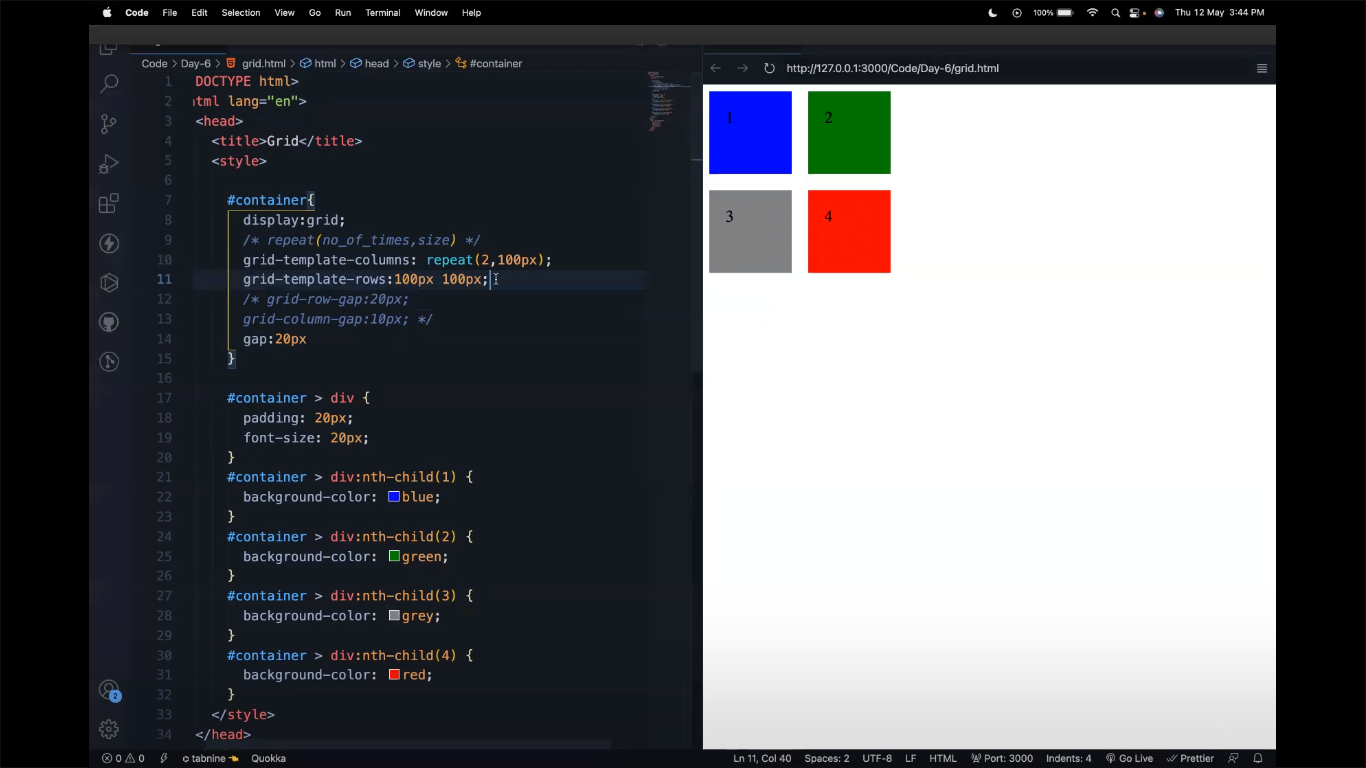 Code File Edit Selection View Go Run Terminal Window Help 100% Thu 12 May 3:44 PM
Code > Day-6 > grid.html > html > head > style > #container
http://127.0.0.1:3000/Code/Day-6/grid.html
1 DOCTYPE html>
2 tml lang="en">
3 <head>
4 <title>Grid</title>
5 <style>
6
7 #container{
8 display:grid;
9 /* repeat(no_of_times,size) */
10 grid-template-columns: repeat(2,100px);
11 grid-template-rows:100px 100px;
12 /* grid-row-gap:20px;
13 grid-column-gap:10px; */
14 gap:20px
15 }
16
17 #container > div {
18 padding: 20px;
19 font-size: 20px;
20 }
21 #container > div:nth-child(1) {
22 background-color: blue;
23 }
24 #container > div:nth-child(2) {
25 background-color: green;
26 }
27 #container > div:nth-child(3) {
28 background-color: grey;
29 }
30 #container > div:nth-child(4) {
31 background-color: red;
32 }
33 </style>
34 </head>
1 2
3 4
2
0 0 tabnine Quokka Ln 11, Col 40 Spaces: 2 UTF-8 LF HTML Port: 3000 Indents: 4 Go Live Prettier